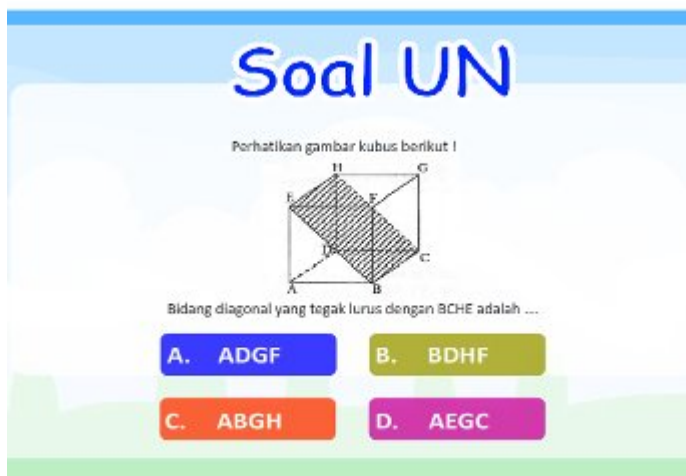 Soal UN
Perhatikan gambar kubus berikut !
H G
E F
D C
A B
Bidang diagonal yang tegak lurus dengan BCHE adalah ....
A. ADGF
B. BDHF
C. ABGH
D. AEGC